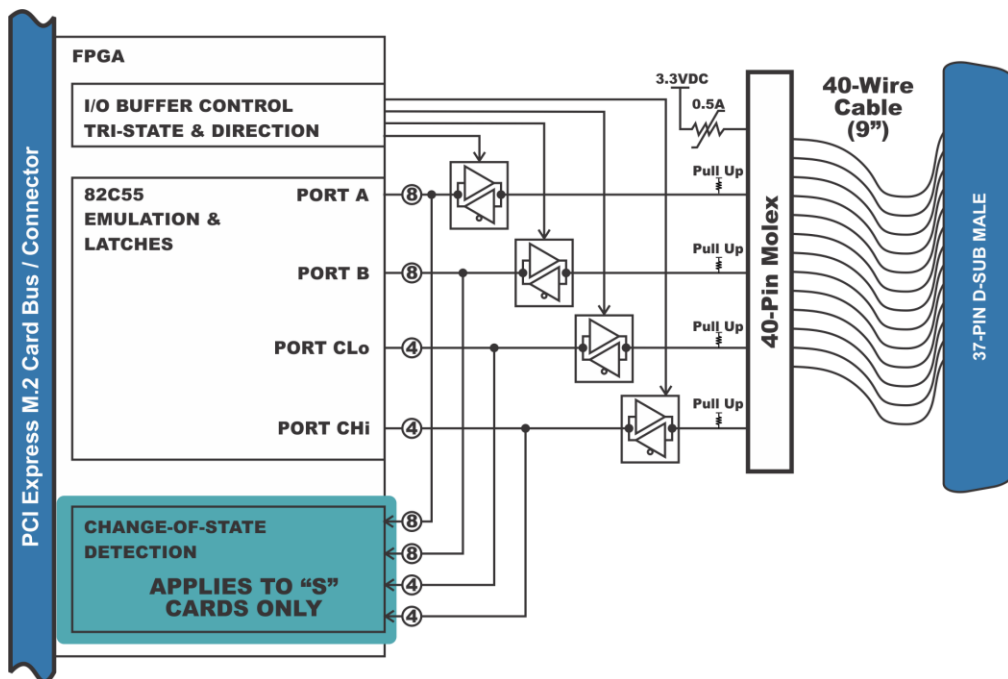 PCI Express M.2 Card Bus / Connector
FPGA
I/O BUFFER CONTROL
TRI-STATE & DIRECTION
82C55
EMULATION &
LATCHES
PORT A
8
PORT B
8
PORT CLo
4
PORT CHi
4
CHANGE-OF-STATE
DETECTION
APPLIES TO “S”
CARDS ONLY
8
8
4
4
3.3VDC
0.5A
Pull Up
Pull Up
Pull Up
Pull Up
40-Pin Molex
40-Wire
Cable
(9”)
37-PIN D-SUB MALE